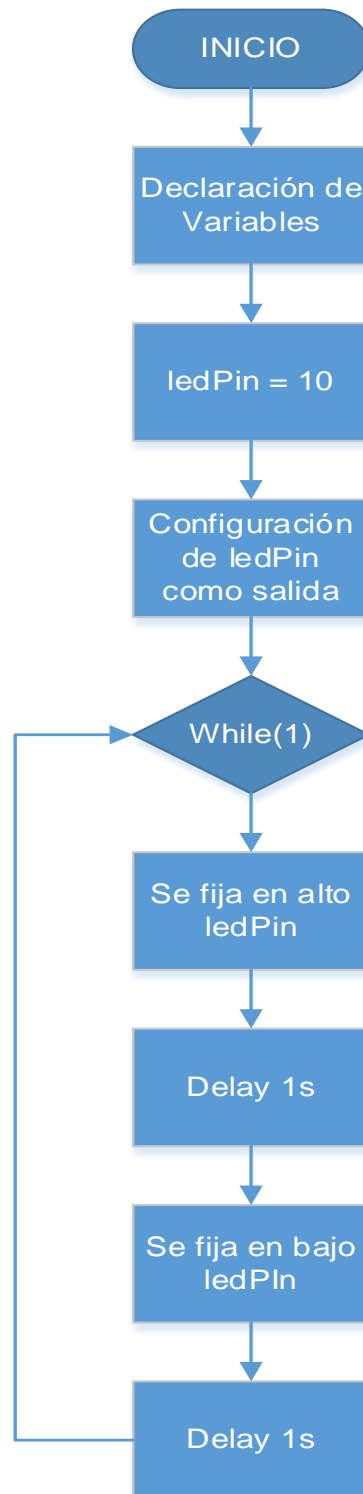 INICIO
Declaración de
Variables
ledPin = 10
Configuración
de ledPin
como salida
While(1)
Se fija en alto
ledPin
Delay 1s
Se fija en bajo
ledPIn
Delay 1s